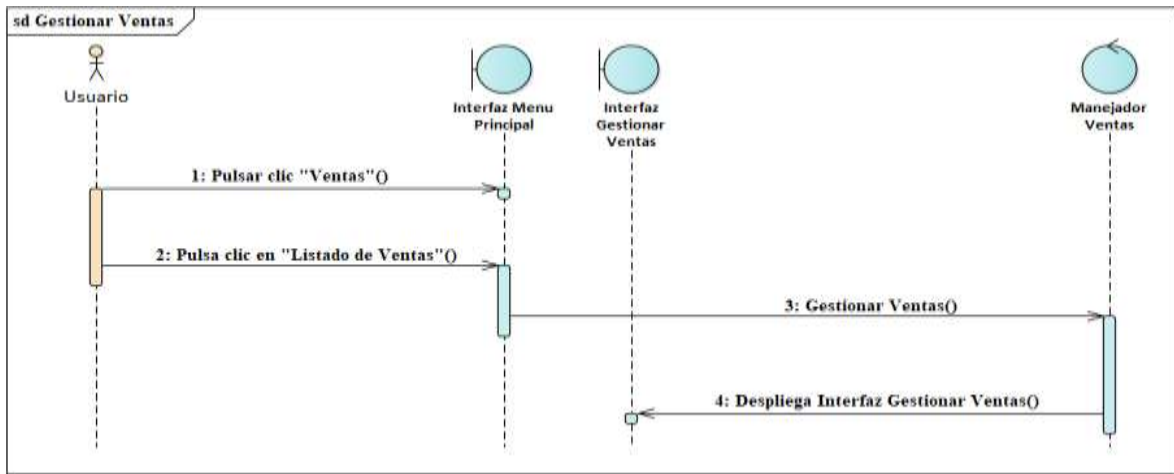 sd Gestionar Ventas
Usuario
Interfaz Menu
Principal
Interfaz
Gestionar
Ventas
Manejador
Ventas
1: Pulsar clic "Ventas"()
2: Pulsa clic en "Listado de Ventas"()
3: Gestionar Ventas()
4: Despliega Interfaz Gestionar Ventas()